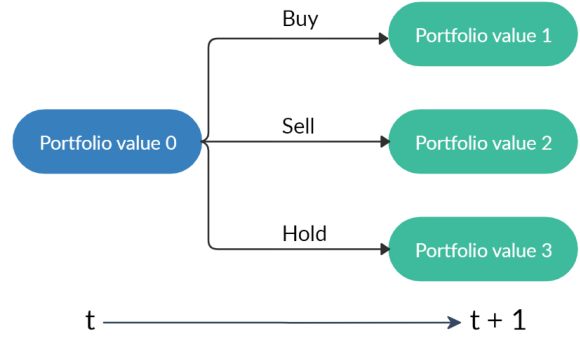 Buy
Portfolio value 1
Portfolio value 0
Sell
Portfolio value 2
Hold
Portfolio value 3
t
t + 1